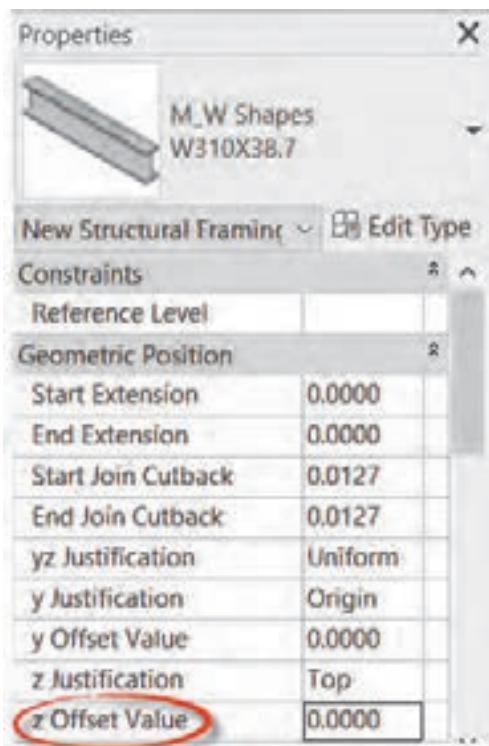 Properties
M_W Shapes
W310X38.7
New Structural Framing Edit Type
Constraints
Reference Level
Geometric Position
Start Extension 0.0000
End Extension 0.0000
Start Join Cutback 0.0127
End Join Cutback 0.0127
yz Justification Uniform
y Justification Origin
y Offset Value 0.0000
z Justification Top
z Offset Value 0.0000